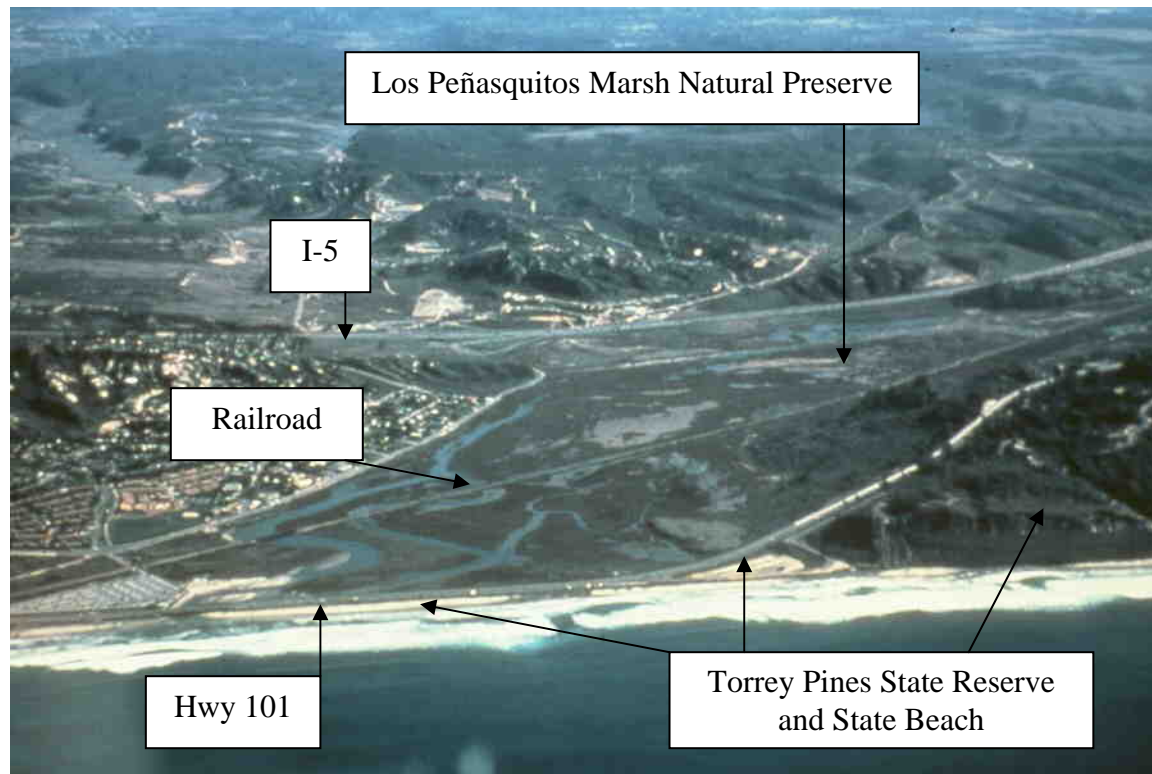 Los Peñasquitos Marsh Natural Preserve
I-5
Railroad
Hwy 101
Torrey Pines State Reserve
and State Beach